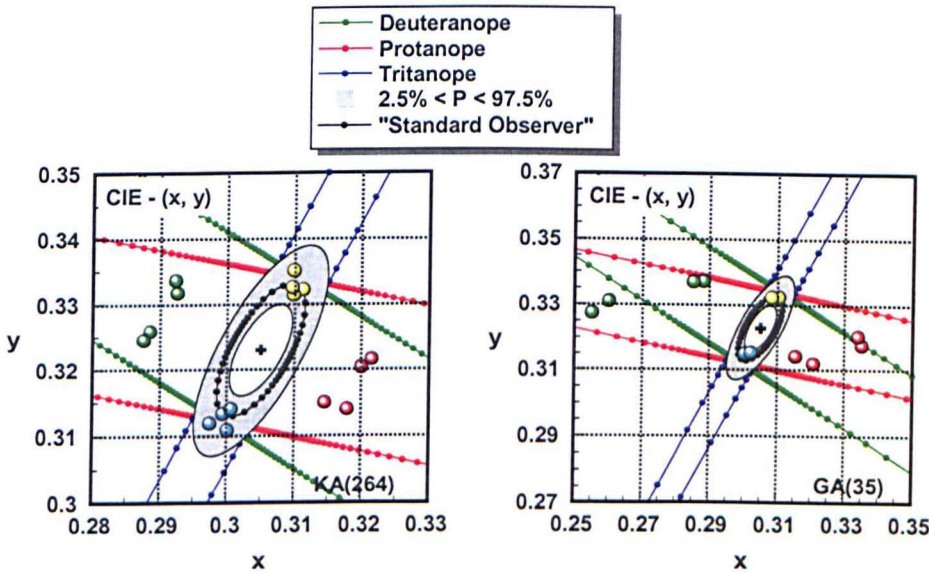 Deuteranope
Protanope
Tritanope
2.5% < P < 97.5%
"Standard Observer"
CIE - (x, y)
0.35
0.34
0.33
0.32
0.31
0.3
y
KA(264)
0.28 0.29 0.3 0.31 0.32 0.33
x
CIE - (x, y)
0.37
0.35
0.33
0.31
0.29
0.27
y
GA(35)
0.25 0.27 0.29 0.31 0.33 0.35
x